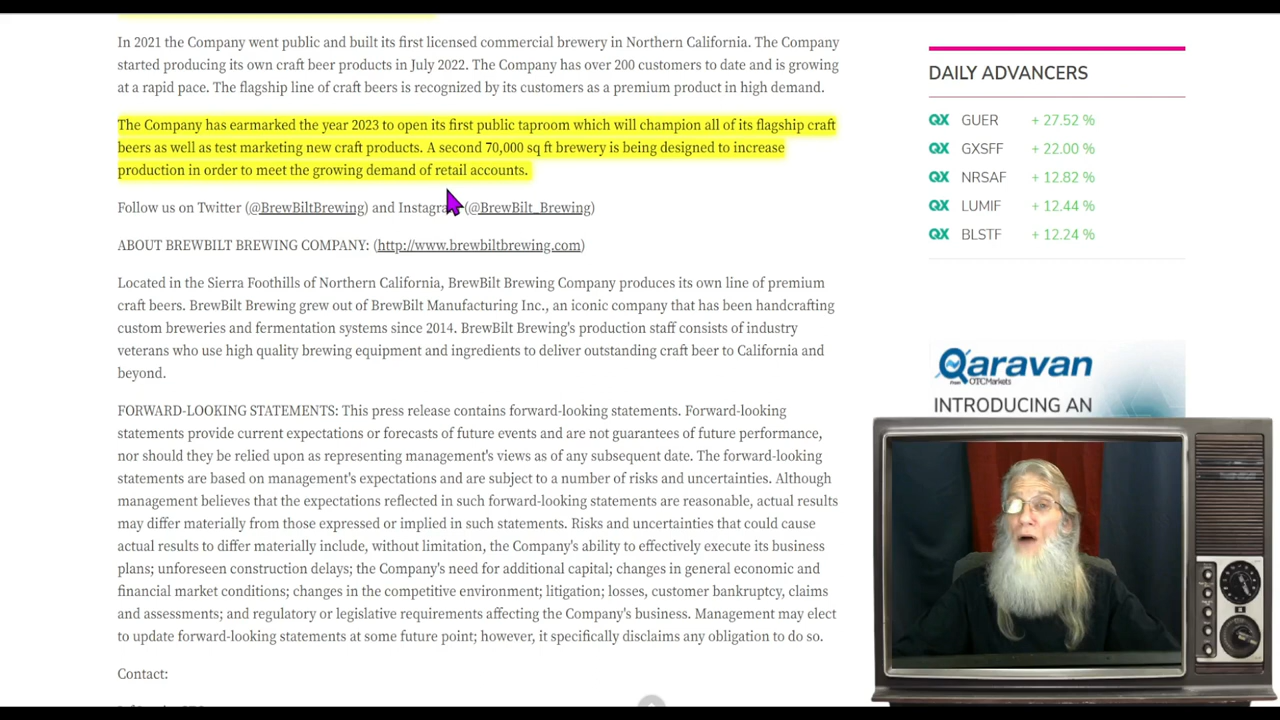 In 2021 the Company went public and built its first licensed commercial brewery in Northern California. The Company
started producing its own craft beer products in July 2022. The Company has over 200 customers to date and is growing
at a rapid pace. The flagship line of craft beers is recognized by its customers as a premium product in high demand.
The Company has earmarked the year 2023 to open its first public taproom which will champion all of its flagship craft
beers as well as test marketing new craft products. A second 70,000 sq ft brewery is being designed to increase
production in order to meet the growing demand of retail accounts.
Follow us on Twitter (@BrewBiltBrewing) and Instagra (@BrewBilt_Brewing)
ABOUT BREWBILT BREWING COMPANY: (http://www.brewbiltbrewing.com)
Located in the Sierra Foothills of Northern California, BrewBilt Brewing Company produces its own line of premium
craft beers. BrewBilt Brewing grew out of BrewBilt Manufacturing Inc., an iconic company that has been handcrafting
custom breweries and fermentation systems since 2014. BrewBilt Brewing's production staff consists of industry
veterans who use high quality brewing equipment and ingredients to deliver outstanding craft beer to California and
beyond.
FORWARD-LOOKING STATEMENTS: This press release contains forward-looking statements. Forward-looking
statements provide current expectations or forecasts of future events and are not guarantees of future performance,
nor should they be relied upon as representing management's views as of any subsequent date. The forward-looking
statements are based on management's expectations and are subject to number of risks and uncertainties. Although
management believes that the expectations reflected in such forward-looking statements are reasonable, actual results
may differ materially from those expressed or implied in such statements. Risks and uncertainties that could cause
actual results to differ materially include, without limitation, the Company's ability to effectively execute its business
plans; unforeseen construction delays; the Company's need for additional capital; changes in general economic and
financial market conditions; changes in the competitive environment; litigation; losses, customer bankruptcy, claims
and assessments; and regulatory or legislative requirements affecting the Company's business. Management may elect
to update forward-looking statements at some future point; however, it specifically disclaims any obligation to do so.
Contact:
DAILY ADVANCERS
QX GUER + 27.52 %
QX GXSFF + 22.00 %
QX NRSAF + 12.82 %
QX LUMIF + 12.44 %
QX BLSTF + 12.24 %
Qaravan
from OTCMarkets
INTRODUCING AN